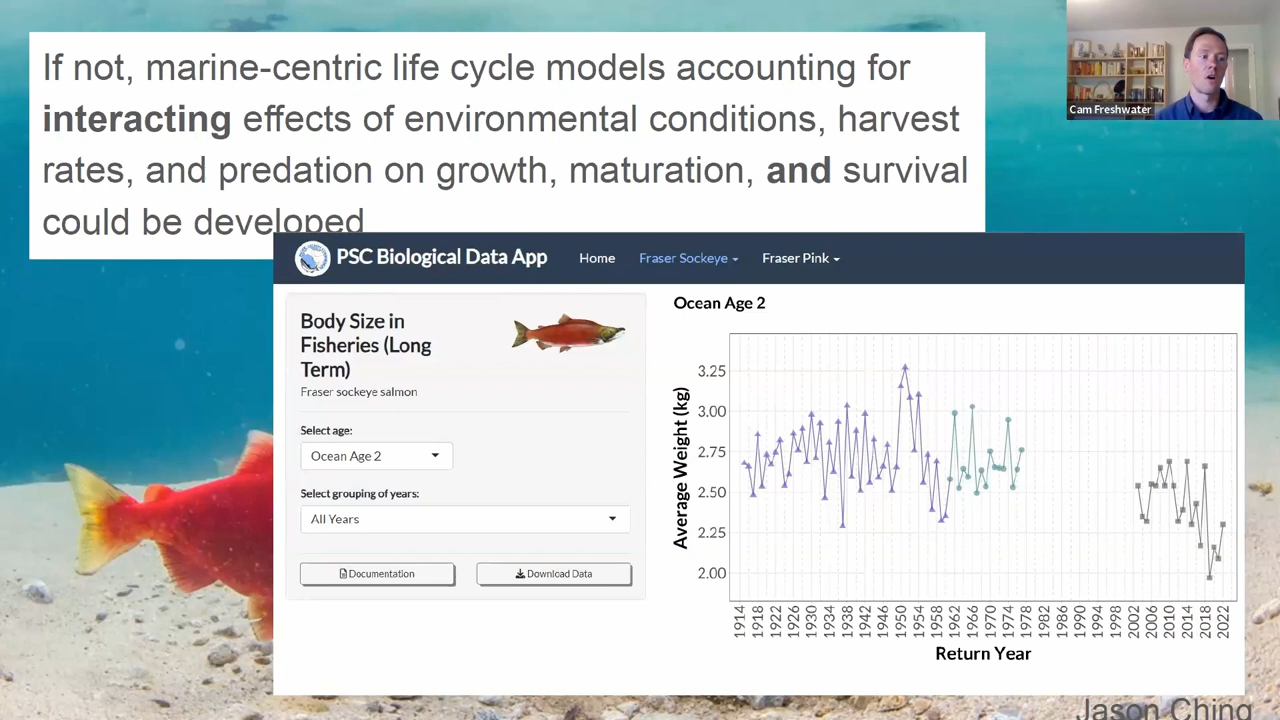 If not, marine-centric life cycle models accounting for
interacting effects of environmental conditions, harvest
rates, and predation on growth, maturation, and survival
could be developed
Cam Freshwater
PSC Biological Data App
Home
Fraser Sockeye
Fraser Pink
Body Size in
Fisheries (Long
Term)
Fraser sockeye salmon
Select age:
Ocean Age 2
Select grouping of years:
All Years
Documentation
Download Data
Ocean Age 2
Average Weight (kg)
3.25
3.00
2.75
2.50
2.25
2.00
1914
1918
1922
1926
1930
1934
1938
1942
1946
1950
1954
1958
1962
1966
1970
1974
1978
1982
1986
1990
1994
1998
2002
2006
2010
2014
2018
2022
Return Year
Jason Ching